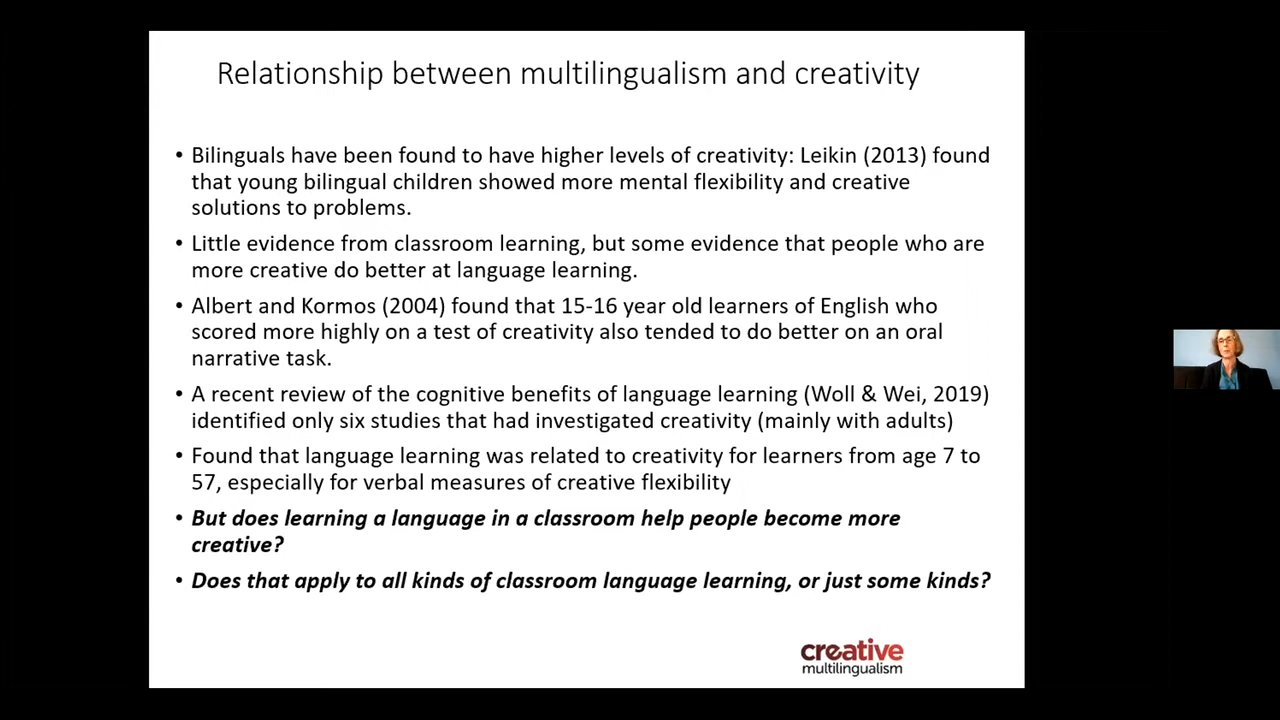 Relationship between multilingualism and creativity
• Bilinguals have been found to have higher levels of creativity: Leikin (2013) found
that young bilingual children showed more mental flexibility and creative
solutions to problems.
• Little evidence from classroom learning, but some evidence that people who are
more creative do better at language learning.
• Albert and Kormos (2004) found that 15-16 year old learners of English who
scored more highly on a test of creativity also tended to do better on an oral
narrative task.
• A recent review of the cognitive benefits of language learning (Woll & Wei, 2019)
identified only six studies that had investigated creativity (mainly with adults)
• Found that language learning was related to creativity for learners from age 7 to
57, especially for verbal measures of creative flexibility
• But does learning a language in a classroom help people become more
creative?
• Does that apply to all kinds of classroom language learning, or just some kinds?
creative
multilingualism